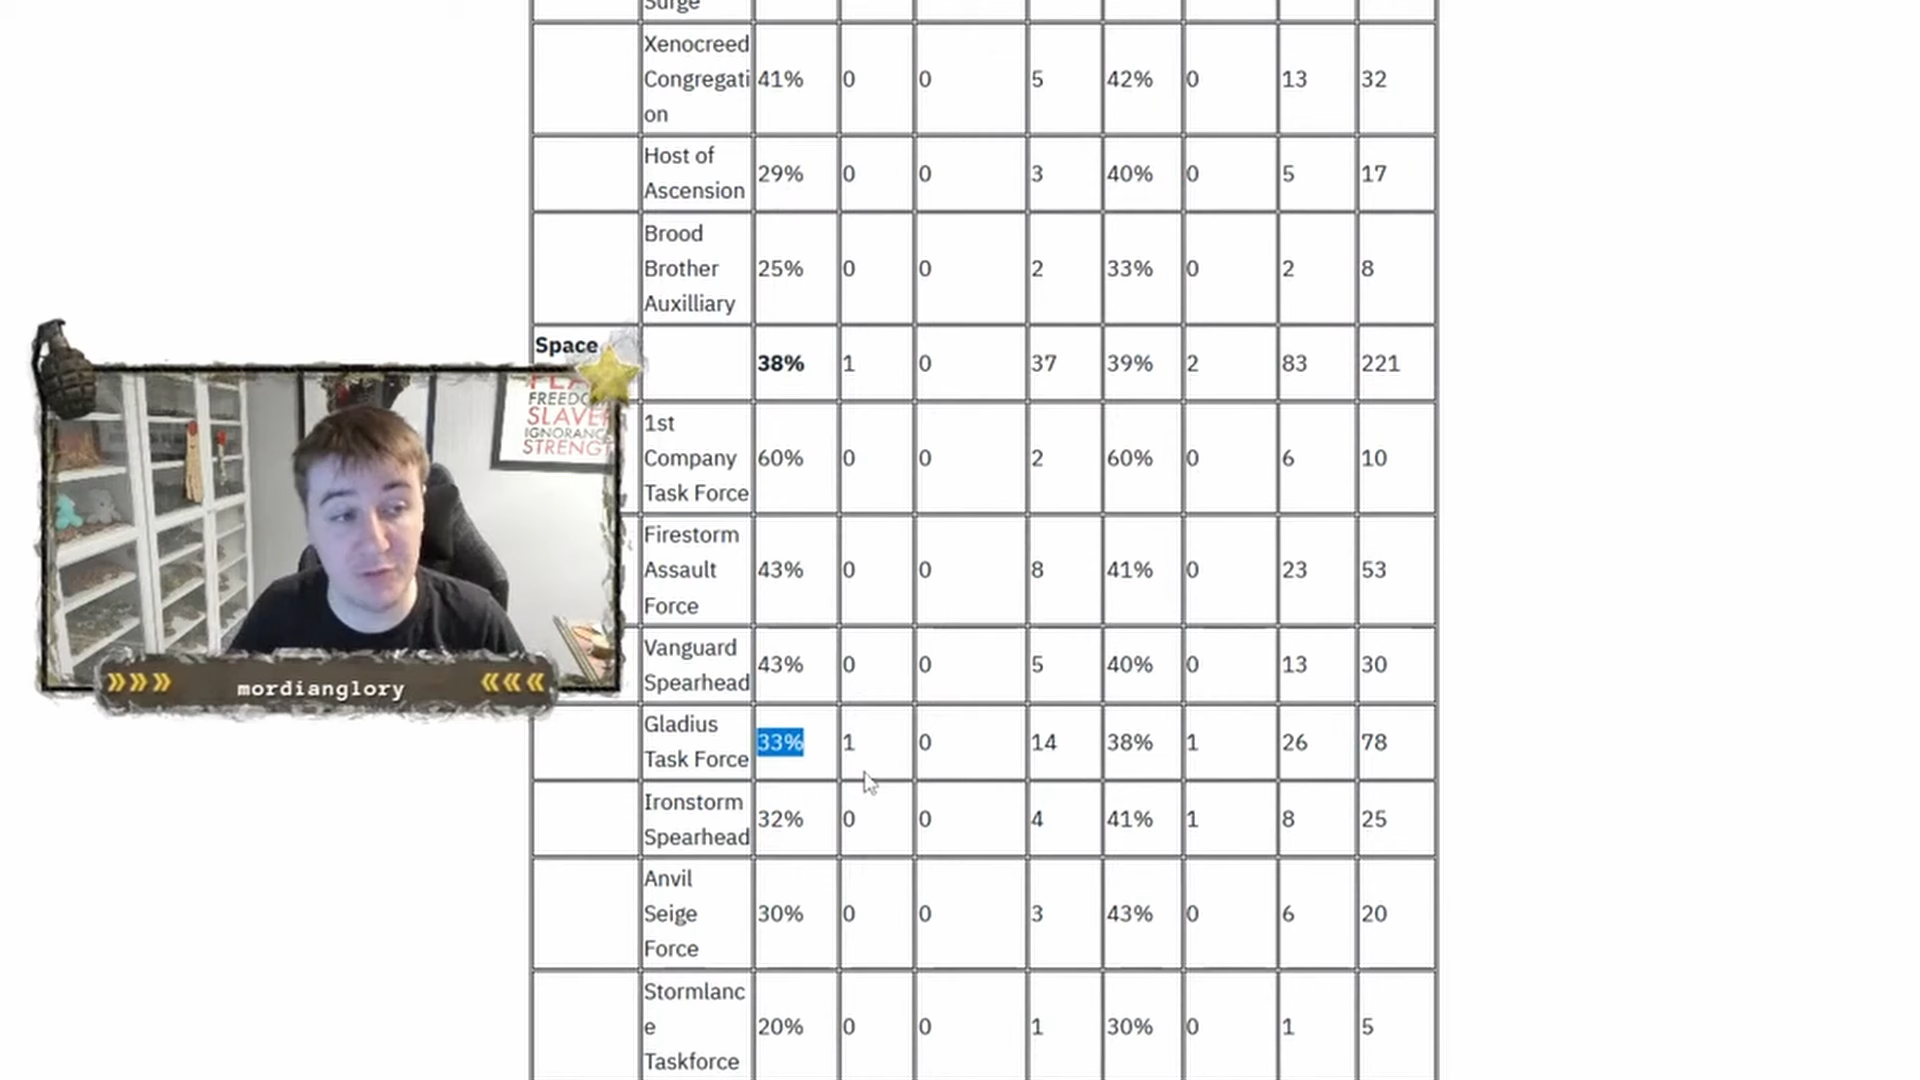 Surge
Xenocreed
Congregati
on
41% 0 0 5 42% 0 13 32
Host of
Ascension
29% 0 0 3 40% 0 5 17
Brood
Brother
Auxilliary
25% 0 0 2 33% 0 2 8
Space
38% 1 0 37 39% 2 83 221
1st
Company
Task Force
60% 0 0 2 60% 0 6 10
Firestorm
Assault
Force
43% 0 0 8 41% 0 23 53
Vanguard
Spearhead
43% 0 0 5 40% 0 13 30
Gladius
Task Force
33% 1 0 14 38% 1 26 78
Ironstorm
Spearhead
32% 0 0 4 41% 1 8 25
Anvil
Seige
Force
30% 0 0 3 43% 0 6 20
Stormlanc
e
Taskforce
20% 0 0 1 30% 0 1 5
FREEDO
SLAVE
IGNORANC
STRENGT
»»» mordianglory «««